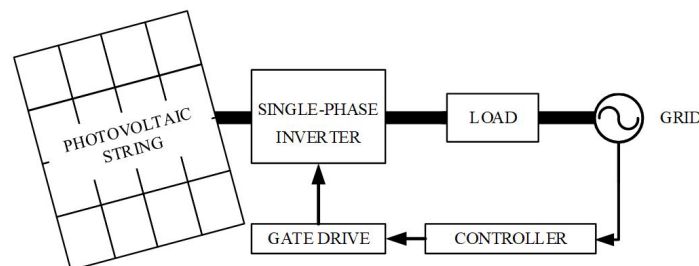 PHOTOVOLTAIC
STRING
SINGLE-PHASE
INVERTER
LOAD
GRID
GATE DRIVE
CONTROLLER